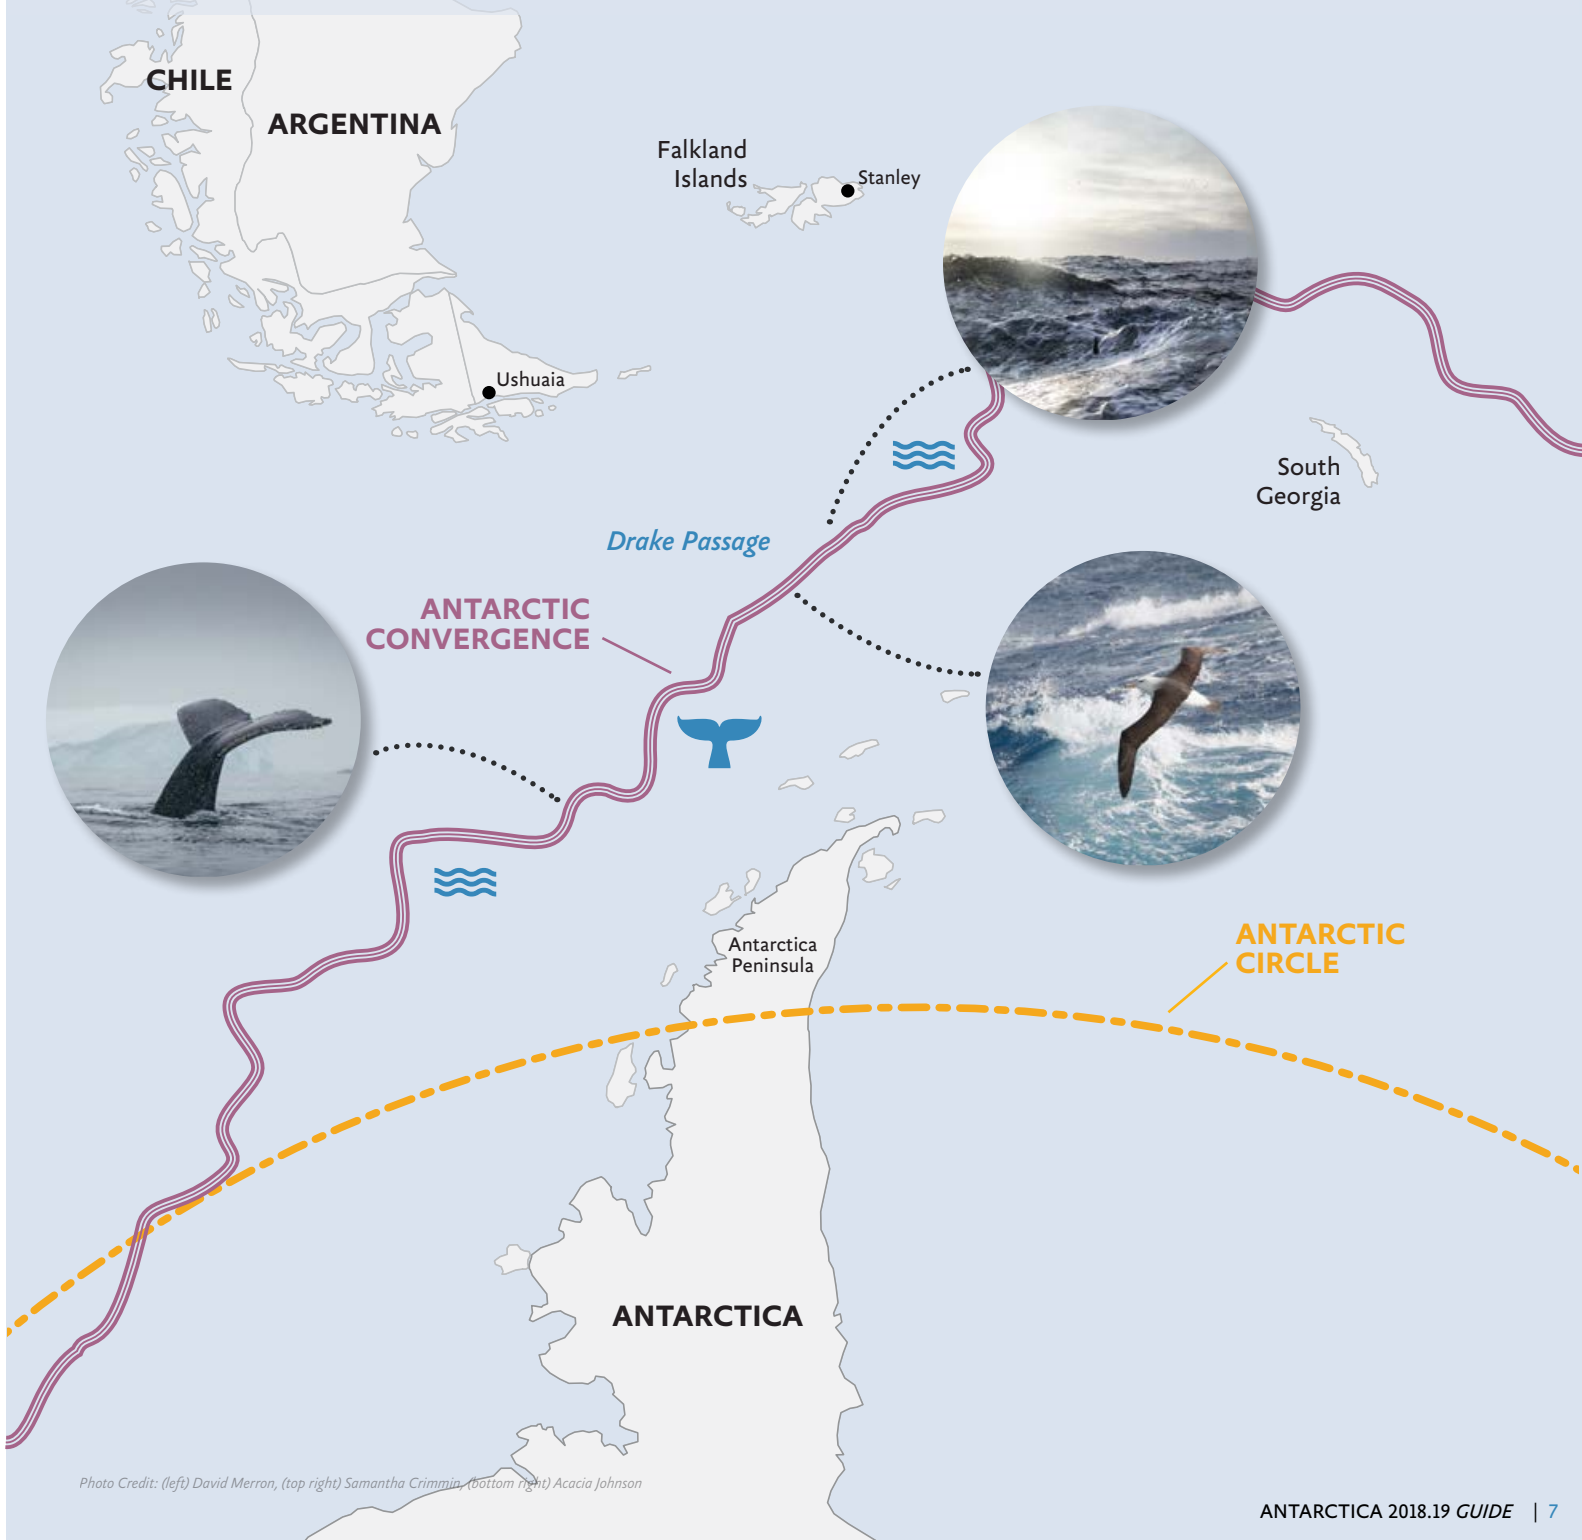 CHILE
ARGENTINA
Falkland
Islands
Stanley
Ushuaia
South
Georgia
Drake Passage
ANTARCTIC
CONVERGENCE
ANTARCTIC
CIRCLE
Antarctica
Peninsula
ANTARCTICA
Photo Credit: (left) David Merron, (top right) Samantha Crimmin, (bottom right) Acacia Johnson
ANTARCTICA 2018.19 GUIDE | 7